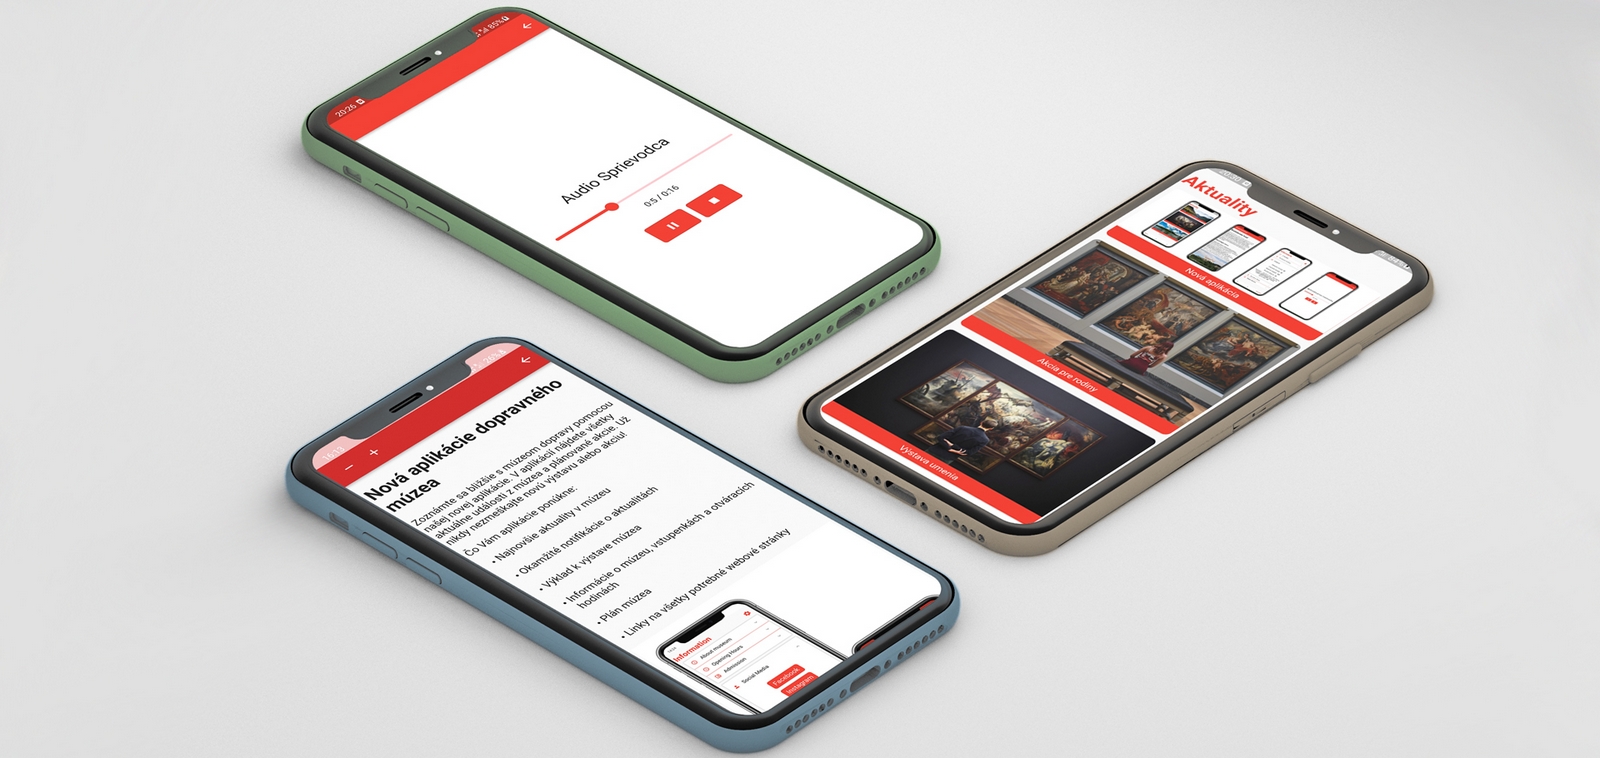 20:26
85%
Audio Sprievodca
0:5 / 0:16
Aktuality
Nová aplikácia
Akcia pre rodiny
Výstava umenia
16:13
26%
− +
Nová aplikácie dopravného
múzea
Zoznámte sa bližšie s múzeom dopravy pomocou
našej novej aplikácie. V aplikácii nájdete všetky
aktuálne události z múzea a plánované akcie. Už
nikdy nezmeškajte novú výstavu alebo akciu!
Čo Vám aplikácie ponúkne:
• Najnovšie aktuality v múzeu
• Okamžité notifikácie o aktualitách
• Výklad k výstave múzea
• Informácie o múzeu, vstupenkách a otváracích
hodinách
• Plán múzea
• Linky na všetky potrebné webové stránky
Information
About museum
Opening Hours
Admission
Social Media
Facebook
Instagram